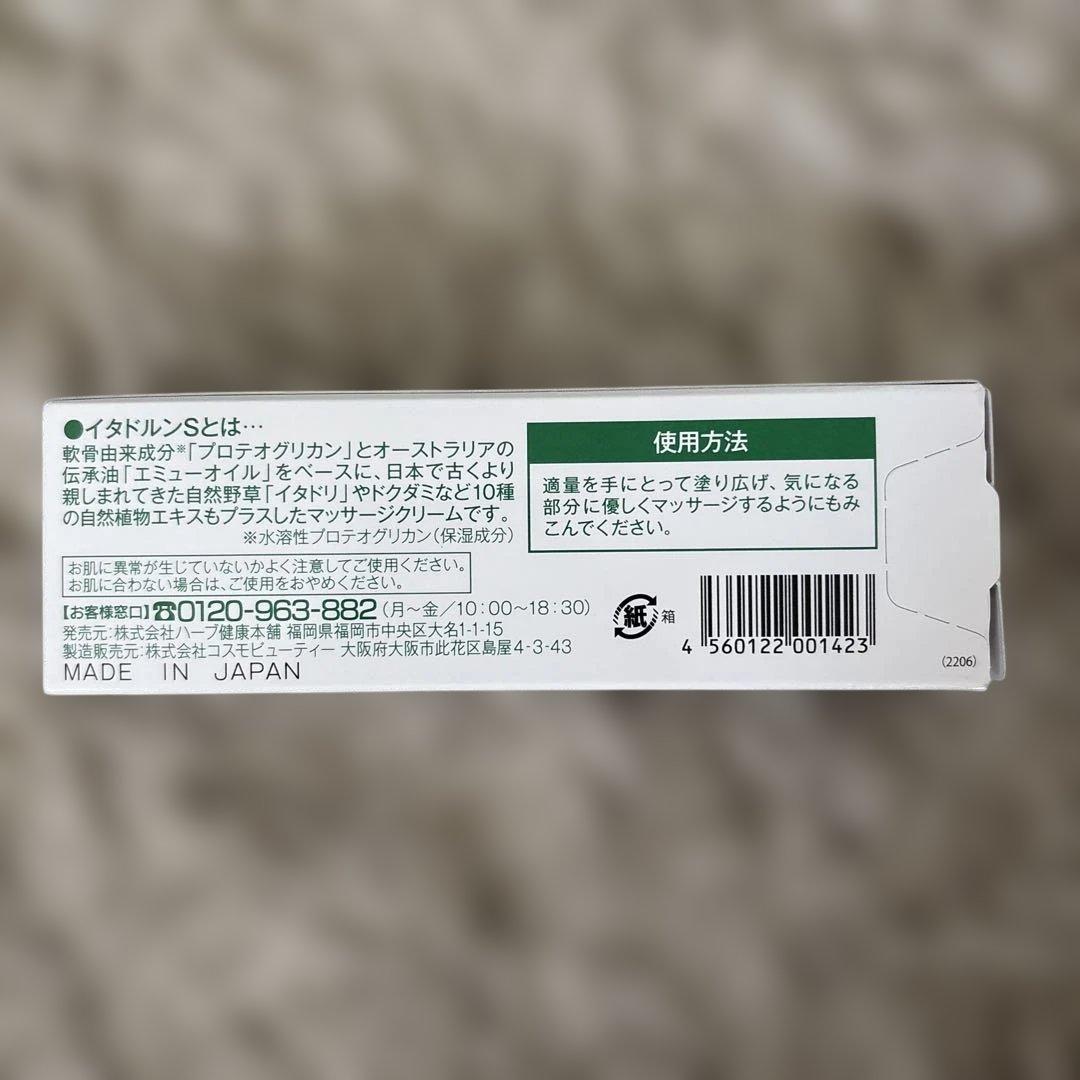 ●イタドルンSとは…
軟骨由来成分※「プロテオグリカン」とオーストラリアの
伝承油「エミューオイル」をベースに、日本で古くより
親しまれてきた自然野草「イタドリ」やドクダミなど10種
の自然植物エキスもプラスしたマッサージクリームです。
※水溶性プロテオグリカン(保湿成分)
お肌に異常が生じていないかよく注意してご使用ください。
お肌に合わない場合は、ご使用をおやめください。
【お客様窓口】☎0120-963-882(月～金/10:00～18:30)
発売元:株式会社ハーブ健康本舗 福岡県福岡市中央区大名1-1-15
製造販売元:株式会社コスモビューティー 大阪府大阪市此花区島屋4-3-43
MADE IN JAPAN
使用方法
適量を手にとって塗り広げ、気になる
部分に優しくマッサージするようにもみ
こんでください。
紙 箱
4 560122 001423
(2206)